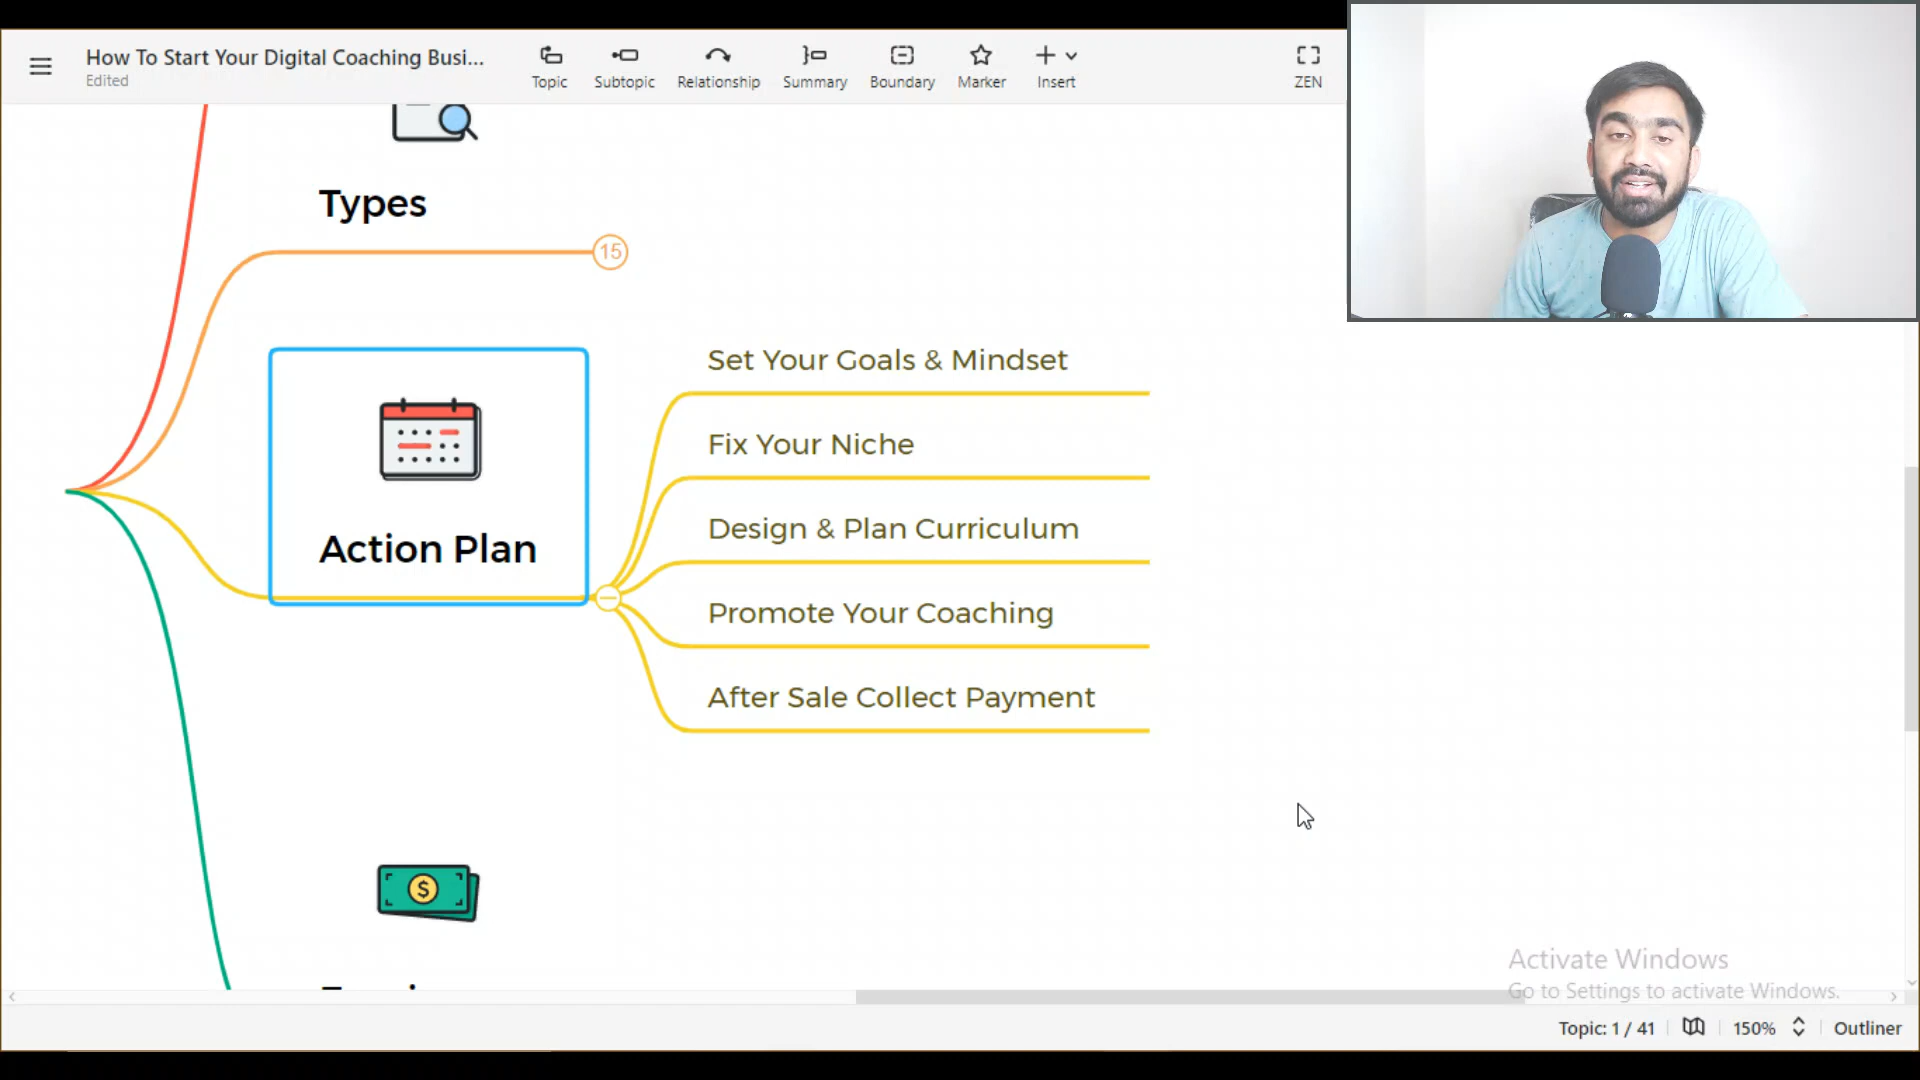 How To Start Your Digital Coaching Busi...
Edited
Topic
Subtopic
Relationship
Summary
Boundary
Marker
Insert
ZEN
Types
15
Action Plan
Set Your Goals & Mindset
Fix Your Niche
Design & Plan Curriculum
Promote Your Coaching
After Sale Collect Payment
$
Activate Windows
Go to Settings to activate Windows.
Topic: 1 / 41
150%
Outliner